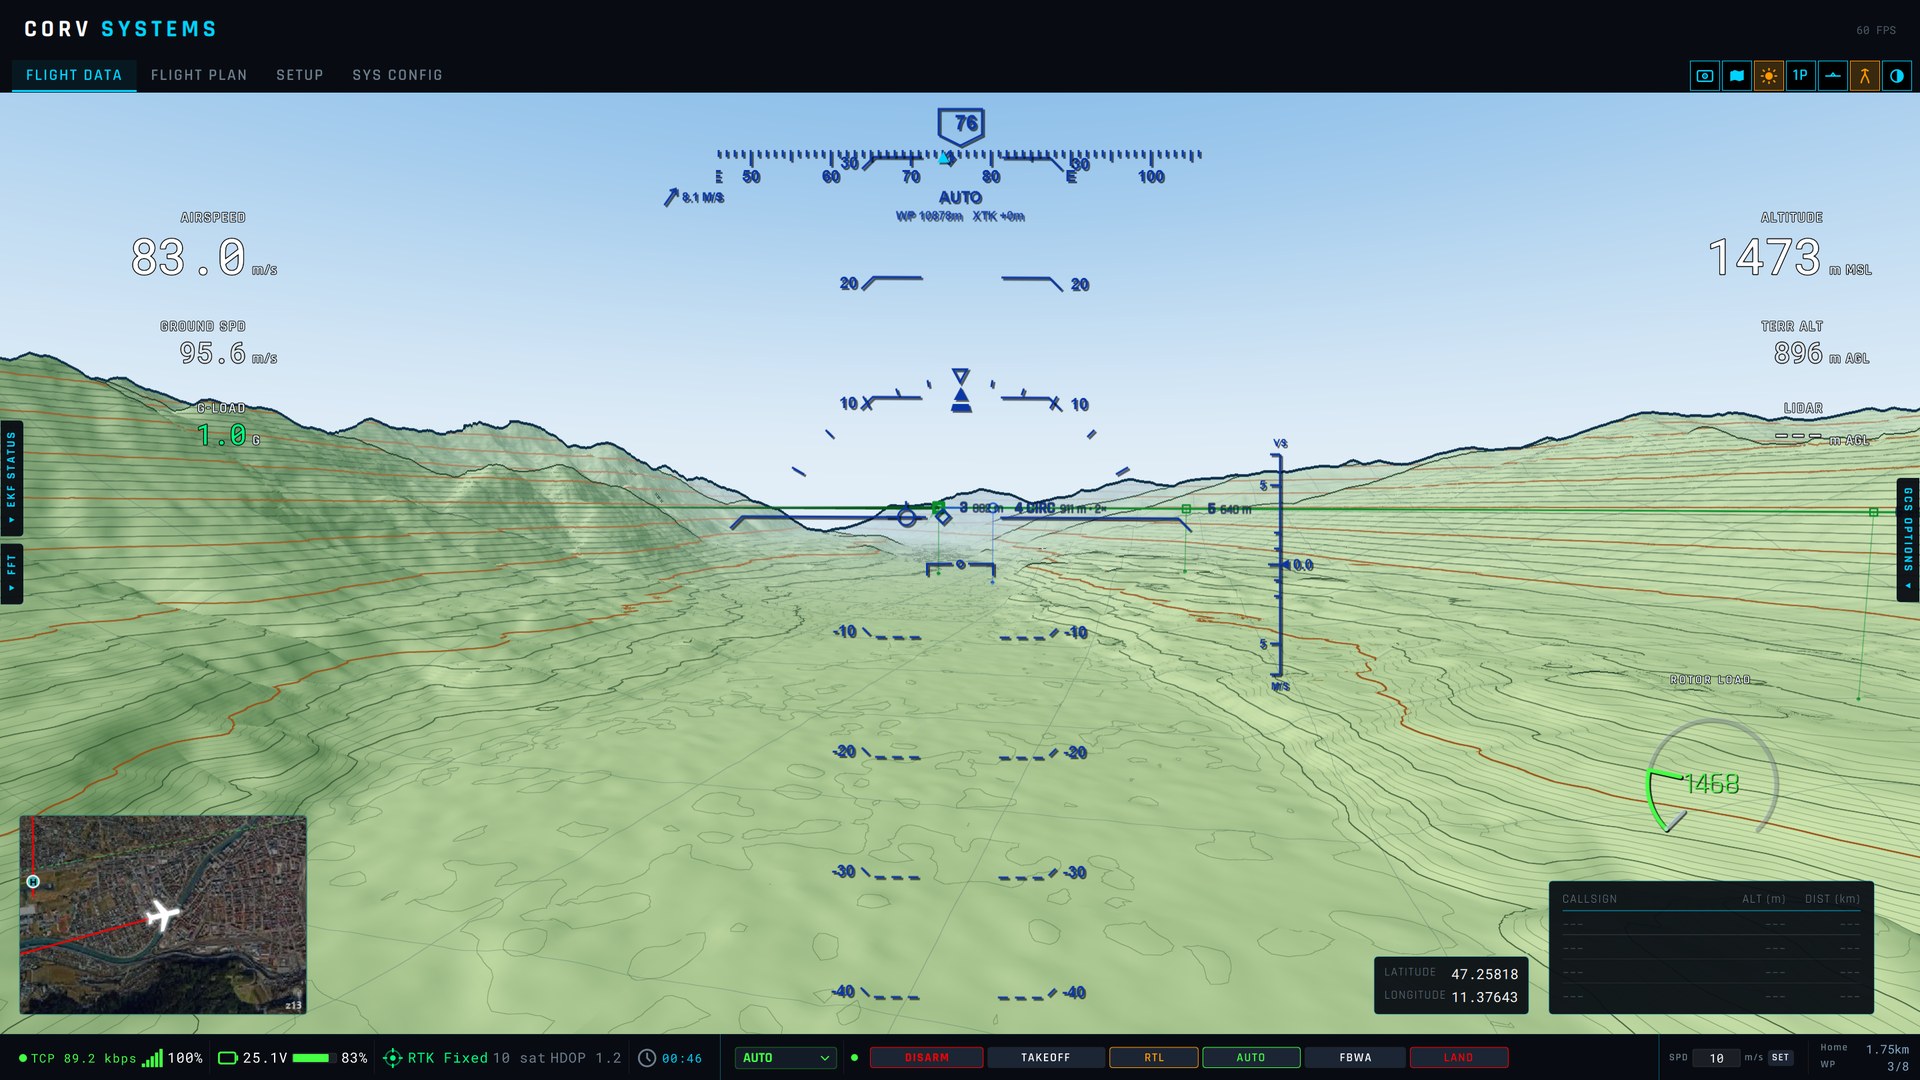 CORV SYSTEMS
60 FPS
FLIGHT DATA
FLIGHT PLAN
SETUP
SYS CONFIG
1P
76
30 30
E 50 60 70 80 E 100
8.1 M/S
AUTO
WP 10878m XTK +0m
AIRSPEED
83.0 m/s
GROUND SPD
95.6 m/s
G-LOAD
1.0 G
ALTITUDE
1473 m MSL
TERR ALT
896 m AGL
LIDAR
--- m AGL
20 20
10 10
V/S
5
3 882 m 4 CIRC 911 m · 2× 5 640 m
0.0
5
M/S
-10 -10
-20 -20
-30 -30
-40 -40
EKF STATUS
FFT
GCS OPTIONS
ROTOR LOAD
1468
H
z13
LATITUDE 47.25818
LONGITUDE 11.37643
CALLSIGN ALT (m) DIST (km)
--- --- ---
--- --- ---
--- --- ---
--- --- ---
TCP 89.2 kbps 100% 25.1V 83% RTK Fixed 10 sat HDOP 1.2 00:46
AUTO
DISARM
TAKEOFF
RTL
AUTO
FBWA
LAND
SPD 10 m/s SET
Home 1.75km
WP 3/8